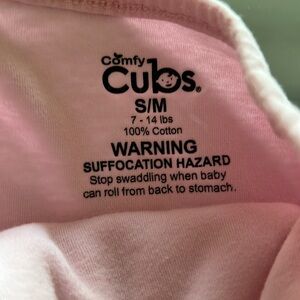 Comfy
Cubs®
S/M
7 - 14 lbs
100% Cotton
WARNING
SUFFOCATION HAZARD
Stop swaddling when baby
can roll from back to stomach.